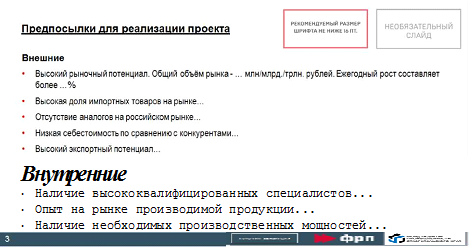 Предпосылки для реализации проекта
РЕКОМЕНДУЕМЫЙ РАЗМЕР
ШРИФТА НЕ НИЖЕ 16 ПТ.
НЕОБЯЗАТЕЛЬНЫЙ
СЛАЙД
Внешние
• Высокий рыночный потенциал. Общий объём рынка - ... млн/млрд./трлн. рублей. Ежегодный рост составляет
более ...%
• Высокая доля импортных товаров на рынке...
• Отсутствие аналогов на российском рынке...
• Низкая себестоимость по сравнению с конкурентами...
• Высокий экспортный потенциал...
Внутренние
• Наличие высококвалифицированных специалистов...
• Опыт на рынке производимой продукции...
• Наличие необходимых производственных мощностей...
3
фрп